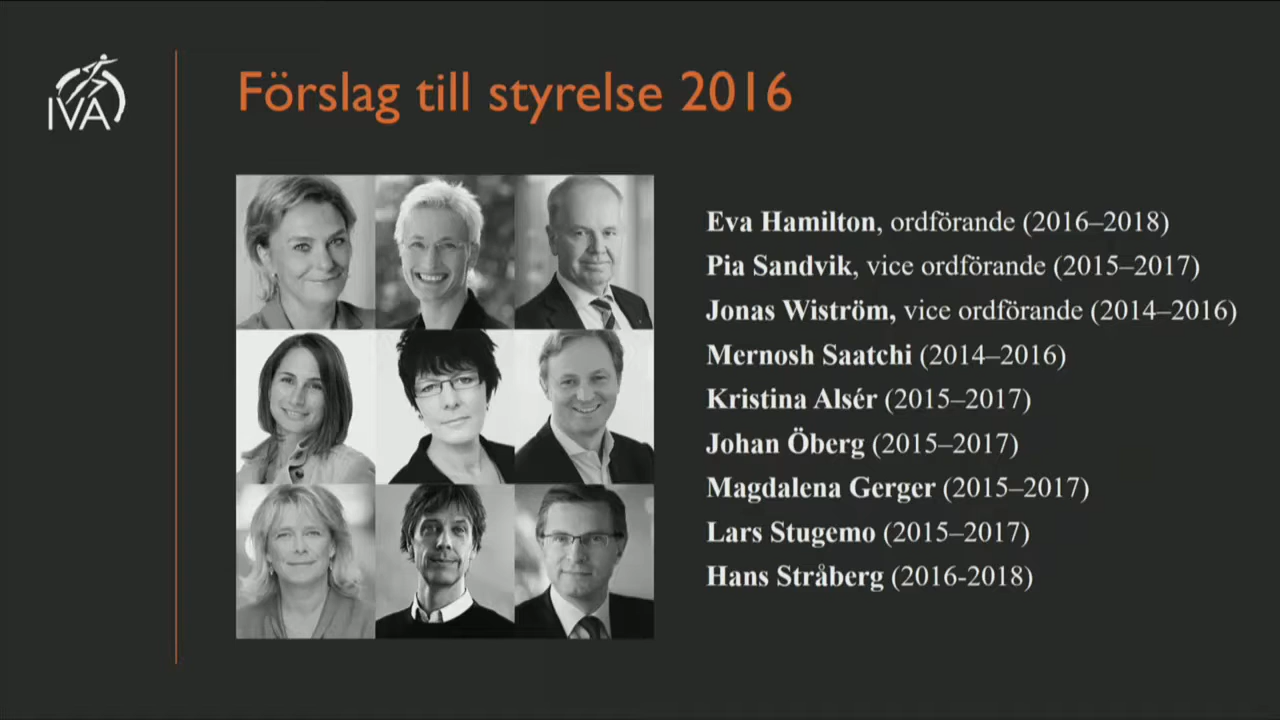 IVA
Förslag till styrelse 2016
Eva Hamilton, ordförande (2016–2018)
Pia Sandvik, vice ordförande (2015–2017)
Jonas Wiström, vice ordförande (2014–2016)
Mernosh Saatchi (2014–2016)
Kristina Alsér (2015–2017)
Johan Öberg (2015–2017)
Magdalena Gerger (2015–2017)
Lars Stugemo (2015–2017)
Hans Stråberg (2016-2018)